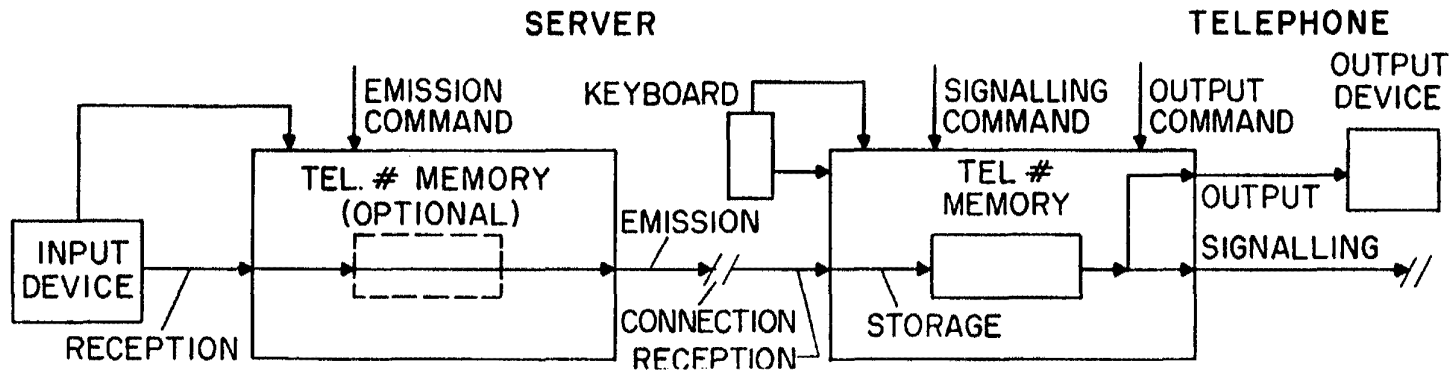 SERVER
TELEPHONE
EMISSION
COMMAND
KEYBOARD
SIGNALLING
COMMAND
OUTPUT
COMMAND
OUTPUT
DEVICE
TEL. # MEMORY
(OPTIONAL)
TEL #
MEMORY
INPUT
DEVICE
RECEPTION
EMISSION
CONNECTION
RECEPTION
STORAGE
OUTPUT
SIGNALLING